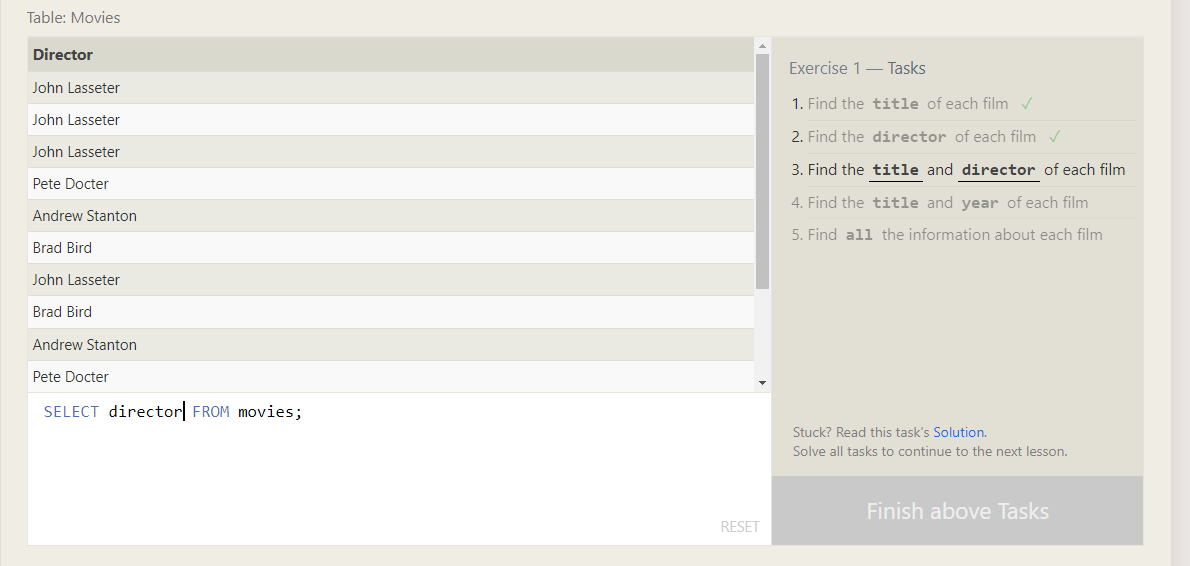 Table: Movies
Director
John Lasseter
John Lasseter
John Lasseter
Pete Docter
Andrew Stanton
Brad Bird
John Lasseter
Brad Bird
Andrew Stanton
Pete Docter
SELECT director FROM movies;
RESET
Exercise 1 — Tasks
1. Find the title of each film ✓
2. Find the director of each film ✓
3. Find the title and director of each film
4. Find the title and year of each film
5. Find all the information about each film
Stuck? Read this task's Solution.
Solve all tasks to continue to the next lesson.
Finish above Tasks